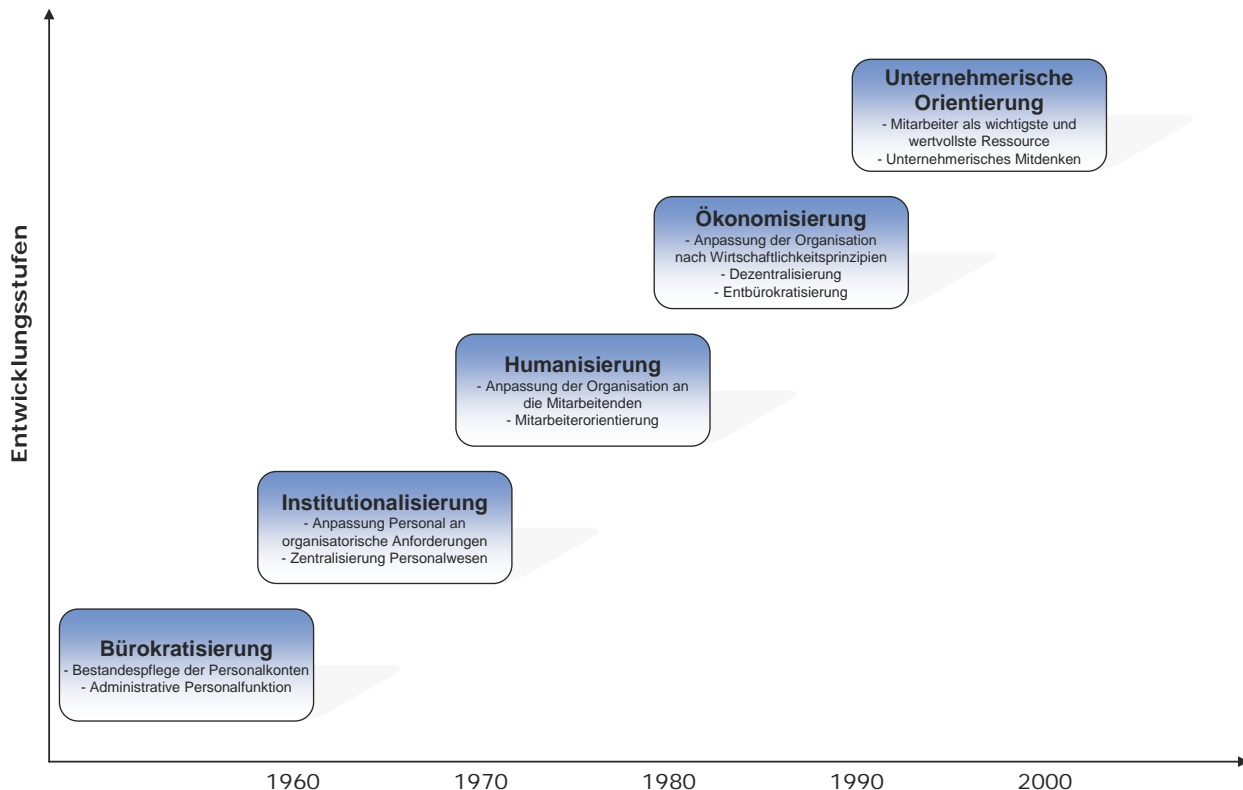 Unternehmerische
Orientierung
- Mitarbeiter als wichtigste und
wertvollste Ressource
- Unternehmerisches Mitdenken
Ökonomisierung
- Anpassung der Organisation
nach Wirtschaftlichkeitsprinzipien
- Dezentralisierung
- Entbürokratisierung
Humanisierung
- Anpassung der Organisation an
die Mitarbeitenden
- Mitarbeiterorientierung
Institutionalisierung
- Anpassung Personal an
organisatorische Anforderungen
- Zentralisierung Personalwesen
Bürokratisierung
- Bestandespflege der Personalkonten
- Administrative Personalfunktion
Entwicklungsstufen
1960 1970 1980 1990 2000